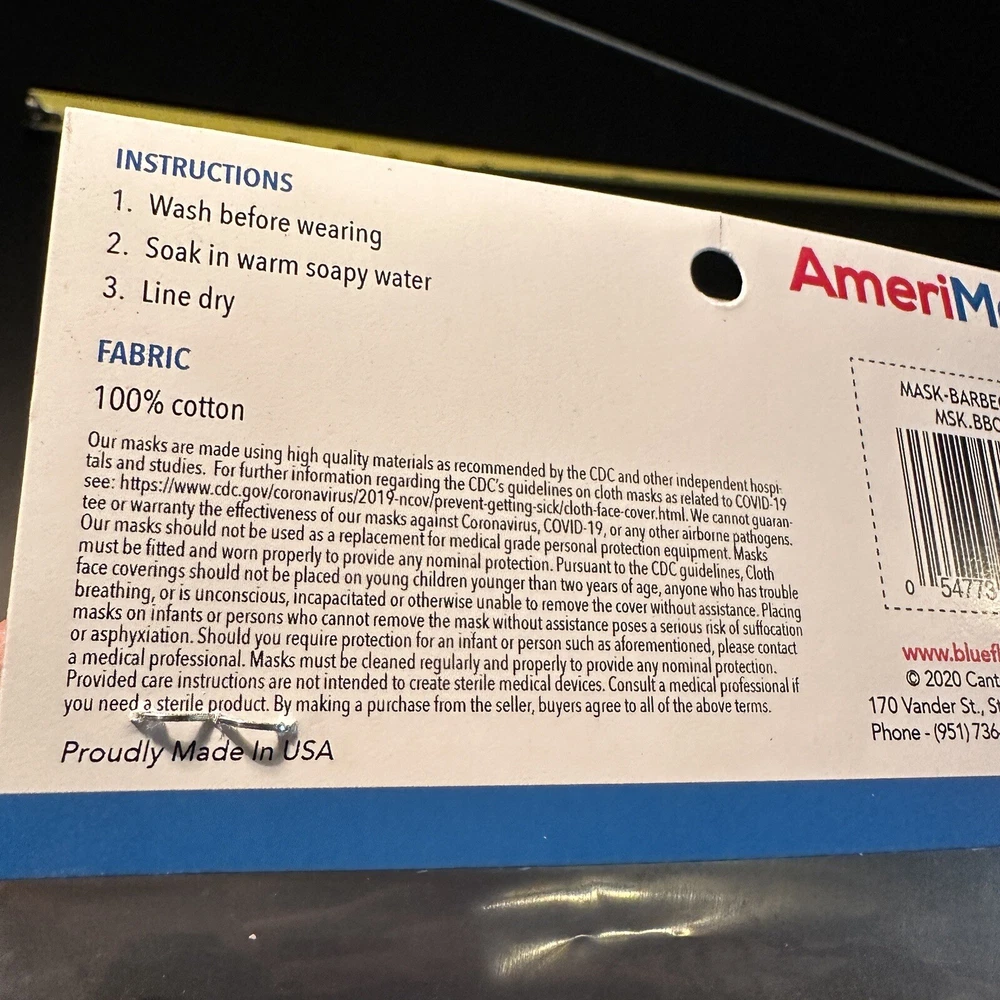 INSTRUCTIONS
1. Wash before wearing
2. Soak in warm soapy water
3. Line dry
FABRIC
100% cotton
Our masks are made using high quality materials as recommended by the CDC and other independent hospi-
tals and studies. For further information regarding the CDC's guidelines on cloth masks as related to COVID-19
see: https://www.cdc.gov/coronavirus/2019-ncov/prevent-getting-sick/cloth-face-cover.html. We cannot guaran-
tee or warranty the effectiveness of our masks against Coronavirus, COVID-19, or any other airborne pathogens.
Our masks should not be used as a replacement for medical grade personal protection equipment. Masks
must be fitted and worn properly to provide any nominal protection. Pursuant to the CDC guidelines, Cloth
face coverings should not be placed on young children younger than two years of age, anyone who has trouble
breathing, or is unconscious, incapacitated or otherwise unable to remove the cover without assistance. Placing
masks on infants or persons who cannot remove the mask without assistance poses a serious risk of suffocation
or asphyxiation. Should you require protection for an infant or person such as aforementioned, please contact
a medical professional. Masks must be cleaned regularly and properly to provide any nominal protection.
Provided care instructions are not intended to create sterile medical devices. Consult a medical professional if
you need a sterile product. By making a purchase from the seller, buyers agree to all of the above terms.
Proudly Made In USA
AmeriM
MASK-BARBE
MSK.BBC
0 54773
www.bluef
© 2020 Cant
170 Vander St., S
Phone - (951) 736-